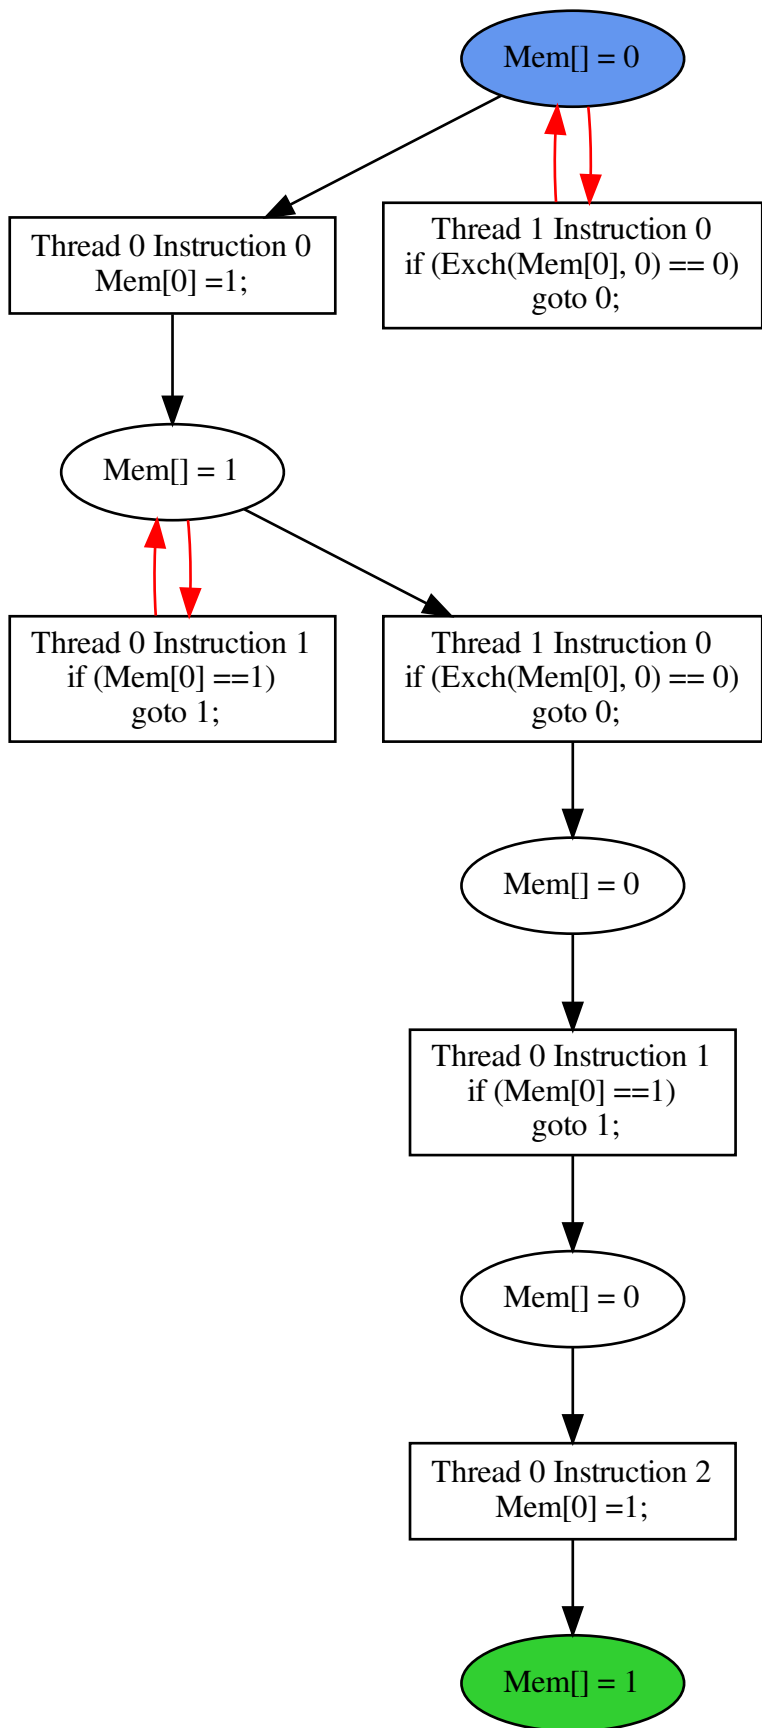 Mem[] = 0
Thread 0 Instruction 0
Mem[0] =1;
Thread 1 Instruction 0
if (Exch(Mem[0], 0) == 0)
goto 0;
Mem[] = 1
Thread 0 Instruction 1
if (Mem[0] ==1)
goto 1;
Thread 1 Instruction 0
if (Exch(Mem[0], 0) == 0)
goto 0;
Mem[] = 0
Thread 0 Instruction 1
if (Mem[0] ==1)
goto 1;
Mem[] = 0
Thread 0 Instruction 2
Mem[0] =1;
Mem[] = 1